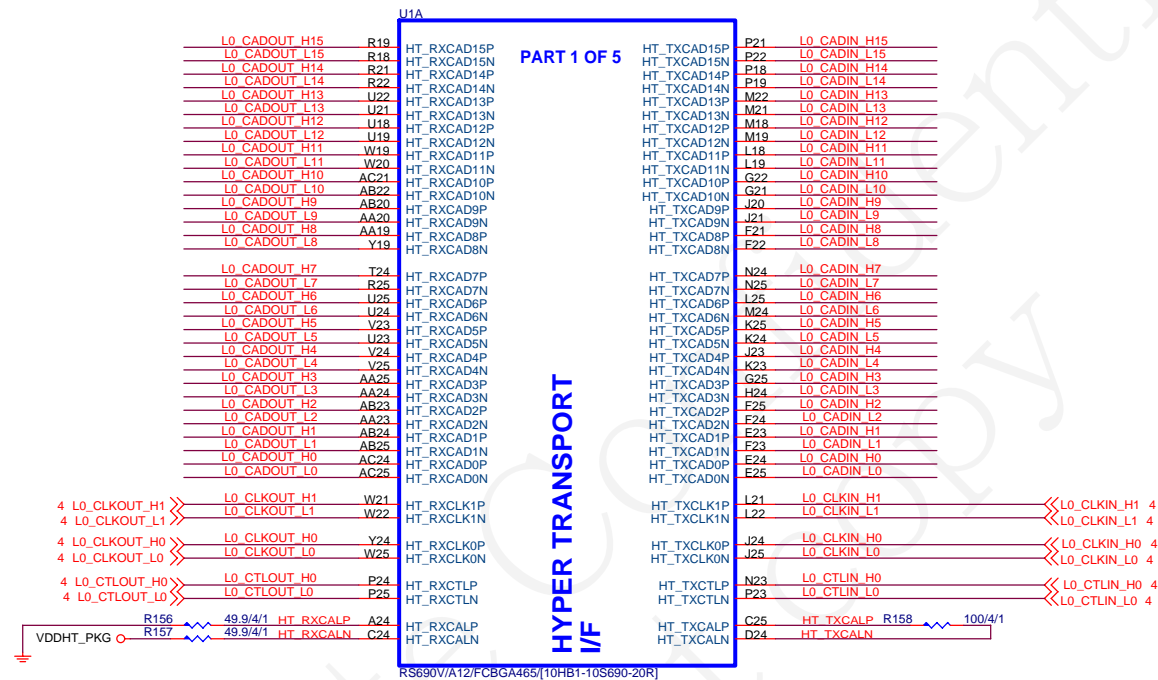 U1A
PART 1 OF 5
L0_CADOUT_H15 R19 HT_RXCAD15P HT_TXCAD15P P21 L0_CADIN_H15
L0_CADOUT_L15 R18 HT_RXCAD15N HT_TXCAD15N P22 L0_CADIN_L15
L0_CADOUT_H14 R21 HT_RXCAD14P HT_TXCAD14P P18 L0_CADIN_H14
L0_CADOUT_L14 R22 HT_RXCAD14N HT_TXCAD14N P19 L0_CADIN_L14
L0_CADOUT_H13 U22 HT_RXCAD13P HT_TXCAD13P M22 L0_CADIN_H13
L0_CADOUT_L13 U21 HT_RXCAD13N HT_TXCAD13N M21 L0_CADIN_L13
L0_CADOUT_H12 U18 HT_RXCAD12P HT_TXCAD12P M18 L0_CADIN_H12
L0_CADOUT_L12 U19 HT_RXCAD12N HT_TXCAD12N M19 L0_CADIN_L12
L0_CADOUT_H11 W19 HT_RXCAD11P HT_TXCAD11P L18 L0_CADIN_H11
L0_CADOUT_L11 W20 HT_RXCAD11N HT_TXCAD11N L19 L0_CADIN_L11
L0_CADOUT_H10 AC21 HT_RXCAD10P HT_TXCAD10P G22 L0_CADIN_H10
L0_CADOUT_L10 AB22 HT_RXCAD10N HT_TXCAD10N G21 L0_CADIN_L10
L0_CADOUT_H9 AB20 HT_RXCAD9P HT_TXCAD9P J20 L0_CADIN_H9
L0_CADOUT_L9 AA20 HT_RXCAD9N HT_TXCAD9N J21 L0_CADIN_L9
L0_CADOUT_H8 AA19 HT_RXCAD8P HT_TXCAD8P F21 L0_CADIN_H8
L0_CADOUT_L8 Y19 HT_RXCAD8N HT_TXCAD8N F22 L0_CADIN_L8
L0_CADOUT_H7 T24 HT_RXCAD7P HT_TXCAD7P N24 L0_CADIN_H7
L0_CADOUT_L7 R25 HT_RXCAD7N HT_TXCAD7N N25 L0_CADIN_L7
L0_CADOUT_H6 U25 HT_RXCAD6P HT_TXCAD6P L25 L0_CADIN_H6
L0_CADOUT_L6 U24 HT_RXCAD6N HT_TXCAD6N M24 L0_CADIN_L6
L0_CADOUT_H5 V23 HT_RXCAD5P HT_TXCAD5P K25 L0_CADIN_H5
L0_CADOUT_L5 U23 HT_RXCAD5N HT_TXCAD5N K24 L0_CADIN_L5
L0_CADOUT_H4 V24 HT_RXCAD4P HT_TXCAD4P J23 L0_CADIN_H4
L0_CADOUT_L4 V25 HT_RXCAD4N HT_TXCAD4N K23 L0_CADIN_L4
L0_CADOUT_H3 AA25 HT_RXCAD3P HT_TXCAD3P G25 L0_CADIN_H3
L0_CADOUT_L3 AA24 HT_RXCAD3N HT_TXCAD3N H24 L0_CADIN_L3
L0_CADOUT_H2 AB23 HT_RXCAD2P HT_TXCAD2P F25 L0_CADIN_H2
L0_CADOUT_L2 AA23 HT_RXCAD2N HT_TXCAD2N F24 L0_CADIN_L2
L0_CADOUT_H1 AB24 HT_RXCAD1P HT_TXCAD1P E23 L0_CADIN_H1
L0_CADOUT_L1 AB25 HT_RXCAD1N HT_TXCAD1N F23 L0_CADIN_L1
L0_CADOUT_H0 AC24 HT_RXCAD0P HT_TXCAD0P E24 L0_CADIN_H0
L0_CADOUT_L0 AC25 HT_RXCAD0N HT_TXCAD0N E25 L0_CADIN_L0
4 L0_CLKOUT_H1 L0_CLKOUT_H1 W21 HT_RXCLK1P HT_TXCLK1P L21 L0_CLKIN_H1 L0_CLKIN_H1 4
4 L0_CLKOUT_L1 L0_CLKOUT_L1 W22 HT_RXCLK1N HT_TXCLK1N L22 L0_CLKIN_L1 L0_CLKIN_L1 4
4 L0_CLKOUT_H0 L0_CLKOUT_H0 Y24 HT_RXCLK0P HT_TXCLK0P J24 L0_CLKIN_H0 L0_CLKIN_H0 4
4 L0_CLKOUT_L0 L0_CLKOUT_L0 W25 HT_RXCLK0N HT_TXCLK0N J25 L0_CLKIN_L0 L0_CLKIN_L0 4
4 L0_CTLOUT_H0 L0_CTLOUT_H0 P24 HT_RXCTLP HT_TXCTLP N23 L0_CTLIN_H0 L0_CTLIN_H0 4
4 L0_CTLOUT_L0 L0_CTLOUT_L0 P25 HT_RXCTLN HT_TXCTLN P23 L0_CTLIN_L0 L0_CTLIN_L0 4
R156 49.9/4/1 HT_RXCALP A24 HT_RXCALP HT_TXCALP C25 HT_TXCALP R158 100/4/1
VDDHT_PKG R157 49.9/4/1 HT_RXCALN C24 HT_RXCALN HT_TXCALN D24 HT_TXCALN
HYPER TRANSPORT
I/F
RS690V/A12/FCBGA465/[10HB1-10S690-20R]